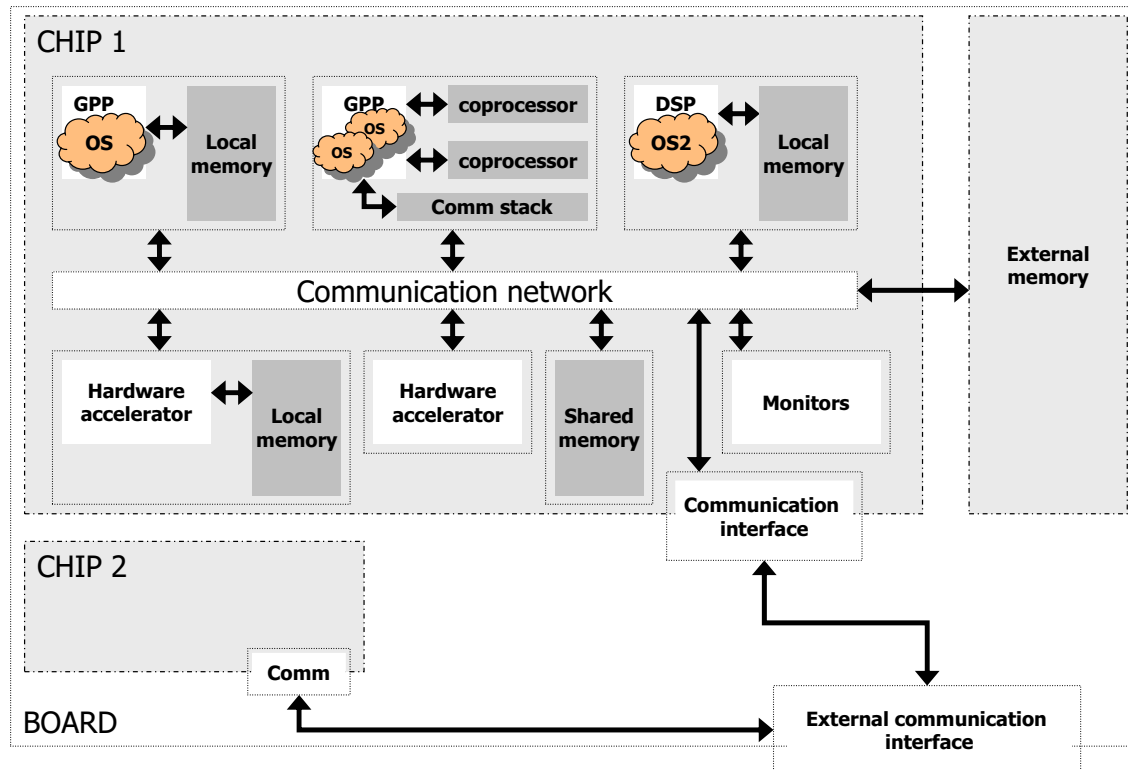 CHIP 1
GPP
OS
Local
memory
GPP
OS
OS
coprocessor
coprocessor
Comm stack
DSP
OS2
Local
memory
External
memory
Communication network
Hardware
accelerator
Local
memory
Hardware
accelerator
Shared
memory
Monitors
Communication
interface
CHIP 2
Comm
BOARD
External communication
interface